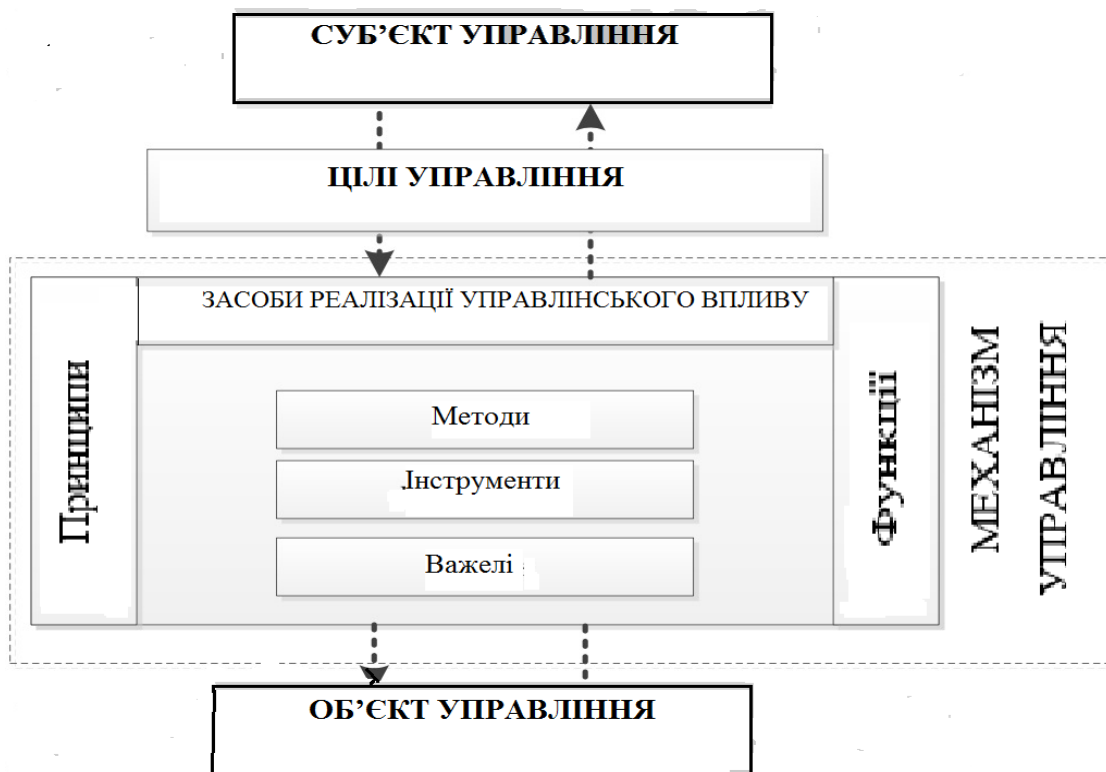 СУБ’ЄКТ УПРАВЛІННЯ
ЦІЛІ УПРАВЛІННЯ
ЗАСОБИ РЕАЛІЗАЦІЇ УПРАВЛІНСЬКОГО ВПЛИВУ
Принципи
Методи
Інструменти
Важелі
Функції
МЕХАНІЗМ
УПРАВЛІННЯ
ОБ’ЄКТ УПРАВЛІННЯ